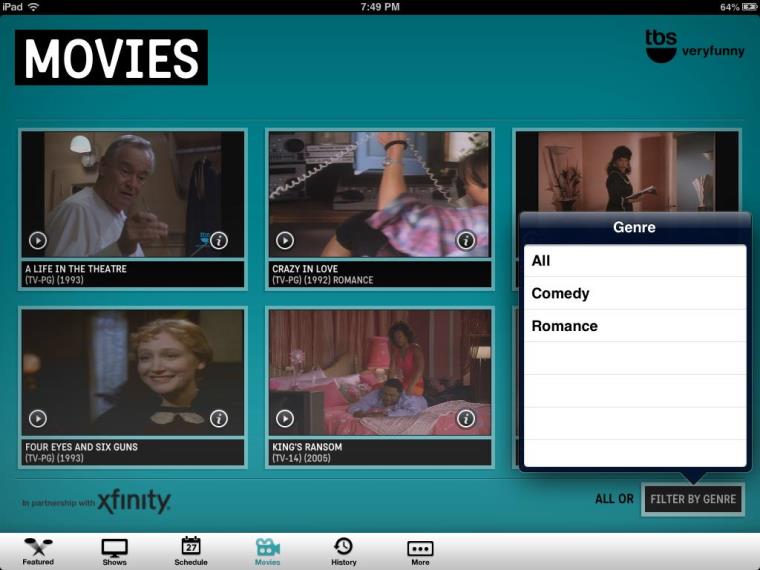 iPad
7:49 PM
64%
MOVIES
tbs
veryfunny
A LIFE IN THE THEATRE
(TV-PG) (1993)
CRAZY IN LOVE
(TV-PG) (1992) ROMANCE
Genre
All
Comedy
Romance
FOUR EYES AND SIX GUNS
(TV-PG) (1993)
KING'S RANSOM
(TV-14) (2005)
In partnership with xfinity
ALL OR
FILTER BY GENRE
27
Featured
Shows
Schedule
Movies
History
More